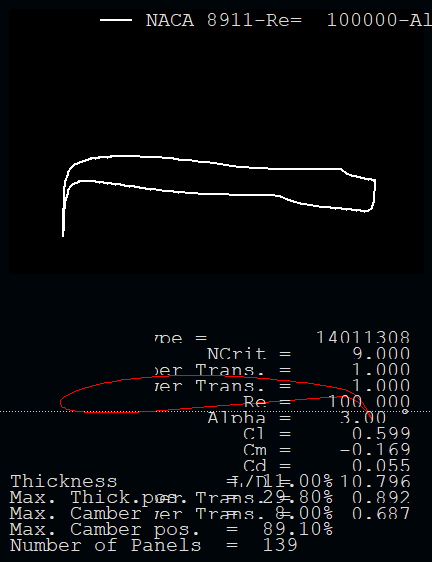 NACA 8911-Re= 100000-Al
ype = 14011308
NCrit = 9.000
per Trans. = 1.000
wer Trans. = 1.000
Re = 100 000
Alpha = 3.00 °
Cl = 0.599
Cm = -0.169
Cd = 0.055
L/D = 10.796
Thickness = 11.00%
Max. Thick.pos. = 29.80%
per Trans. = 0.892
Max. Camber = 8.00%
wer Trans. = 0.687
Max. Camber pos. = 89.10%
Number of Panels = 139